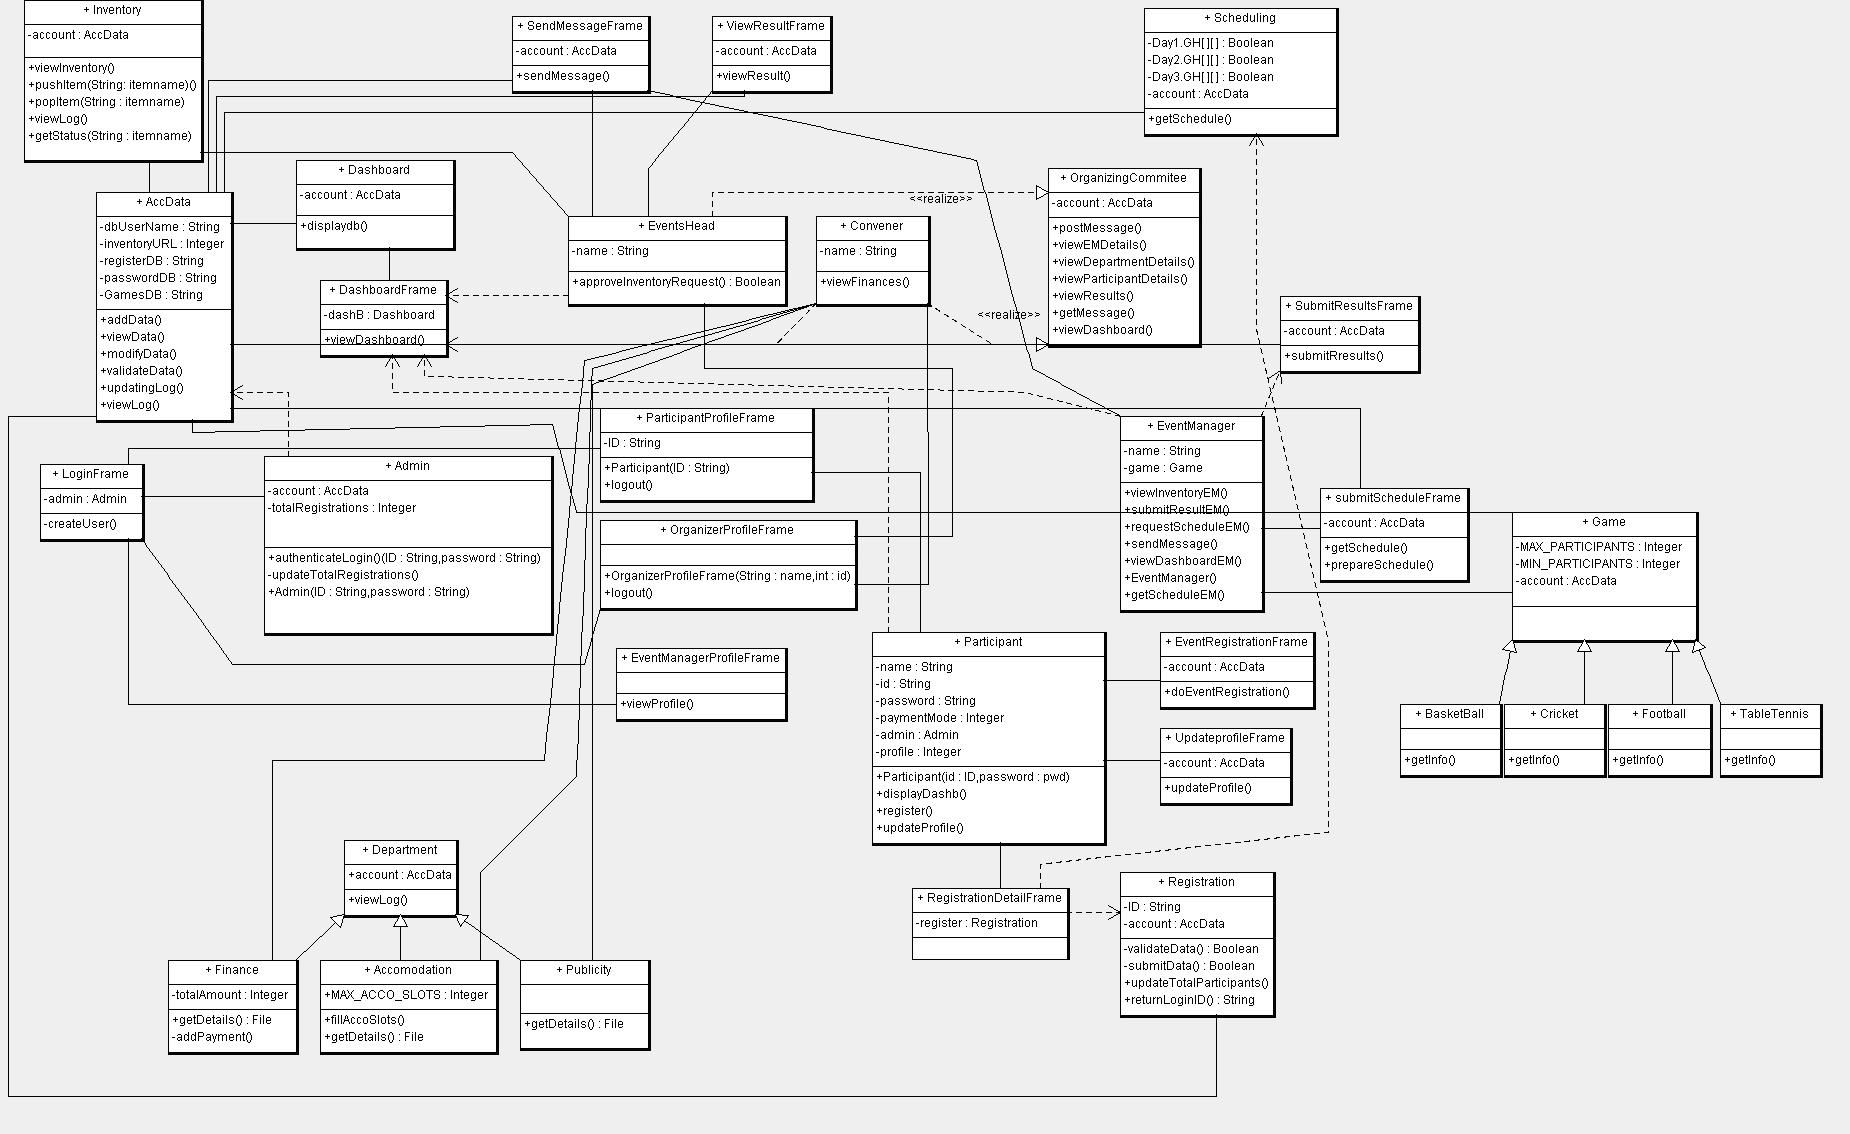 + Inventory
-account : AccData
+viewInventory()
+pushItem(String: itemname)()
+popItem(String : itemname)
+viewLog()
+getStatus(String : itemname)
+ SendMessageFrame
-account : AccData
+sendMessage()
+ ViewResultFrame
-account : AccData
+viewResult()
+ Scheduling
-Day1.GH[][] : Boolean
-Day2.GH[][] : Boolean
-Day3.GH[][] : Boolean
-account : AccData
+getSchedule()
+ AccData
-dbUserName : String
-inventoryURL : Integer
-registerDB : String
-passwordDB : String
-GamesDB : String
+addData()
+viewData()
+modifyData()
+validateData()
+updatingLog()
+viewLog()
+ Dashboard
-account : AccData
+displaydb()
+ DashboardFrame
-dashB : Dashboard
+viewDashboard()
+ EventsHead
-name : String
+approveInventoryRequest() : Boolean
+ Convener
-name : String
+viewFinances()
<<realize>>
<<realize>>
+ OrganizingCommitee
-account : AccData
+postMessage()
+viewEMDetails()
+viewDepartmentDetails()
+viewParticipantDetails()
+viewResults()
+getMessage()
+viewDashboard()
+ SubmitResultsFrame
-account : AccData
+submitRresults()
+ LoginFrame
-admin : Admin
-createUser()
+ Admin
-account : AccData
-totalRegistrations : Integer
+authenticateLogin()(ID : String,password : String)
-updateTotalRegistrations()
+Admin(ID : String,password : String)
+ ParticipantProfileFrame
-ID : String
+Participant(ID : String)
+logout()
+ OrganizerProfileFrame
+OrganizerProfileFrame(String : name,int : id)
+logout()
+ EventManagerProfileFrame
+viewProfile()
+ EventManager
-name : String
-game : Game
+viewInventoryEM()
+submitResultEM()
+requestScheduleEM()
+sendMessage()
+viewDashboardEM()
+EventManager()
+getScheduleEM()
+ submitScheduleFrame
-account : AccData
+getSchedule()
+prepareSchedule()
+ Game
-MAX_PARTICIPANTS : Integer
-MIN_PARTICIPANTS : Integer
-account : AccData
+ Participant
-name : String
-id : String
-password : String
-paymentMode : Integer
-admin : Admin
-profile : Integer
+Participant(id : ID,password : pwd)
+displayDashb()
+register()
+updateProfile()
+ EventRegistrationFrame
-account : AccData
+doEventRegistration()
+ UpdateprofileFrame
-account : AccData
+updateProfile()
+ BasketBall
+getInfo()
+ Cricket
+getInfo()
+ Football
+getInfo()
+ TableTennis
+getInfo()
+ Department
+account : AccData
+viewLog()
+ RegistrationDetailFrame
-register : Registration
+ Registration
-ID : String
-account : AccData
-validateData() : Boolean
-submitData() : Boolean
+updateTotalParticipants()
+returnLoginID() : String
+ Finance
-totalAmount : Integer
+getDetails() : File
-addPayment()
+ Accomodation
+MAX_ACCO_SLOTS : Integer
+fillAccoSlots()
+getDetails() : File
+ Publicity
+getDetails() : File